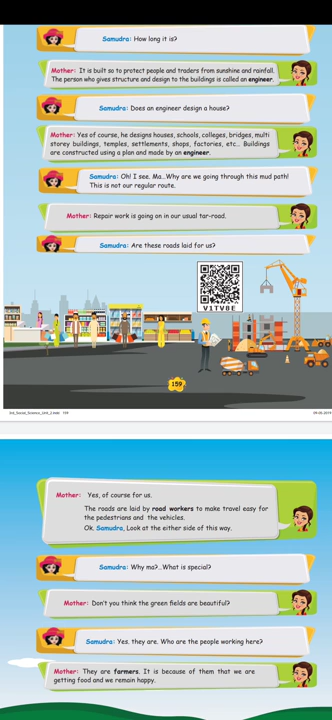 Samudra: How long it is?
Mother: It is built so to protect people and traders from sunshine and rainfall.
The person who gives structure and design to the buildings is called an engineer.
Samudra: Does an engineer design a house?
Mother: Yes of course, he designs houses, schools, colleges, bridges, multi
storey buildings, temples, settlements, shops, factories, etc... Buildings
are constructed using a plan and made by an engineer.
Samudra: Oh! I see. Ma...Why are we going through this mud path!
This is not our regular route.
Mother: Repair work is going on in our usual tar-road.
Samudra: Are these roads laid for us?
V1TV8E
159
3rd_Social_Science_Unit_2.indb 159
Mother: Yes, of course for us.
The roads are laid by road workers to make travel easy for
the pedestrians and the vehicles.
Ok. Samudra, Look at the either side of this way.
Samudra: Why ma?...What is special?
Mother: Don't you think the green fields are beautiful?
Samudra: Yes. they are. Who are the people working here?
Mother: They are farmers. It is because of them that we are
getting food and we remain happy.